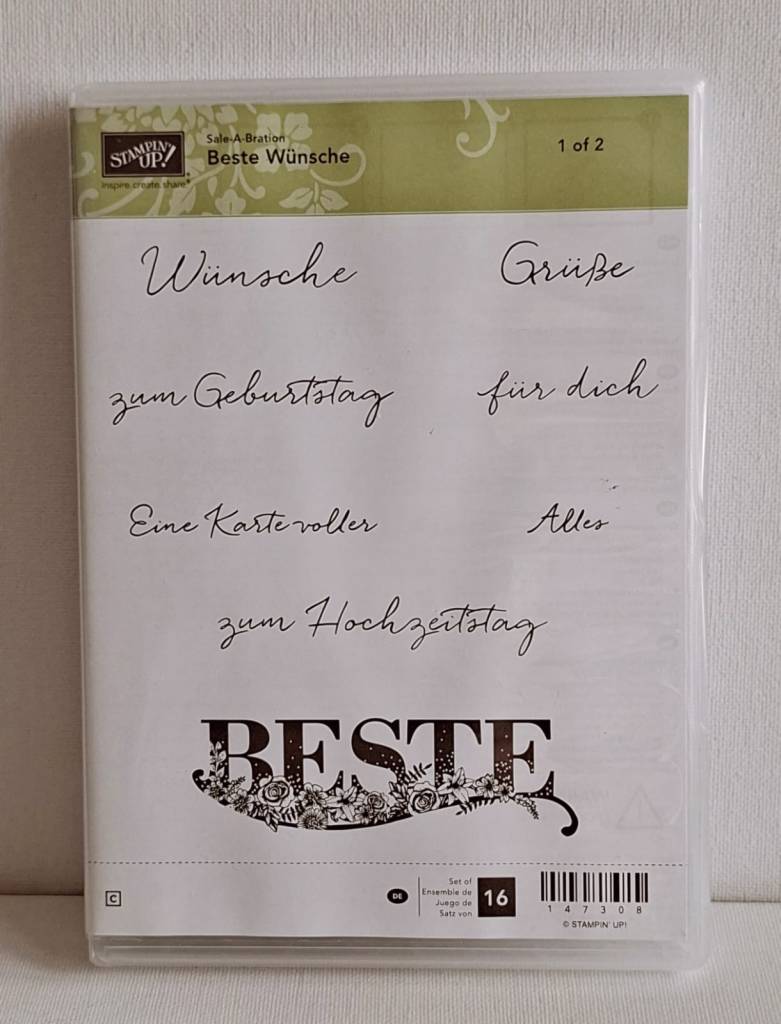 STAMPIN' UP!
inspire.create.share.®
Sale-A-Bration
Beste Wünsche
1 of 2
Wünsche
Grüße
zum Geburtstag
für dich
Eine Karte voller
Alles
zum Hochzeitstag
BESTE
C
DE
Set of
Ensemble de
Juego de
Satz von
16
147308
© STAMPIN' UP!